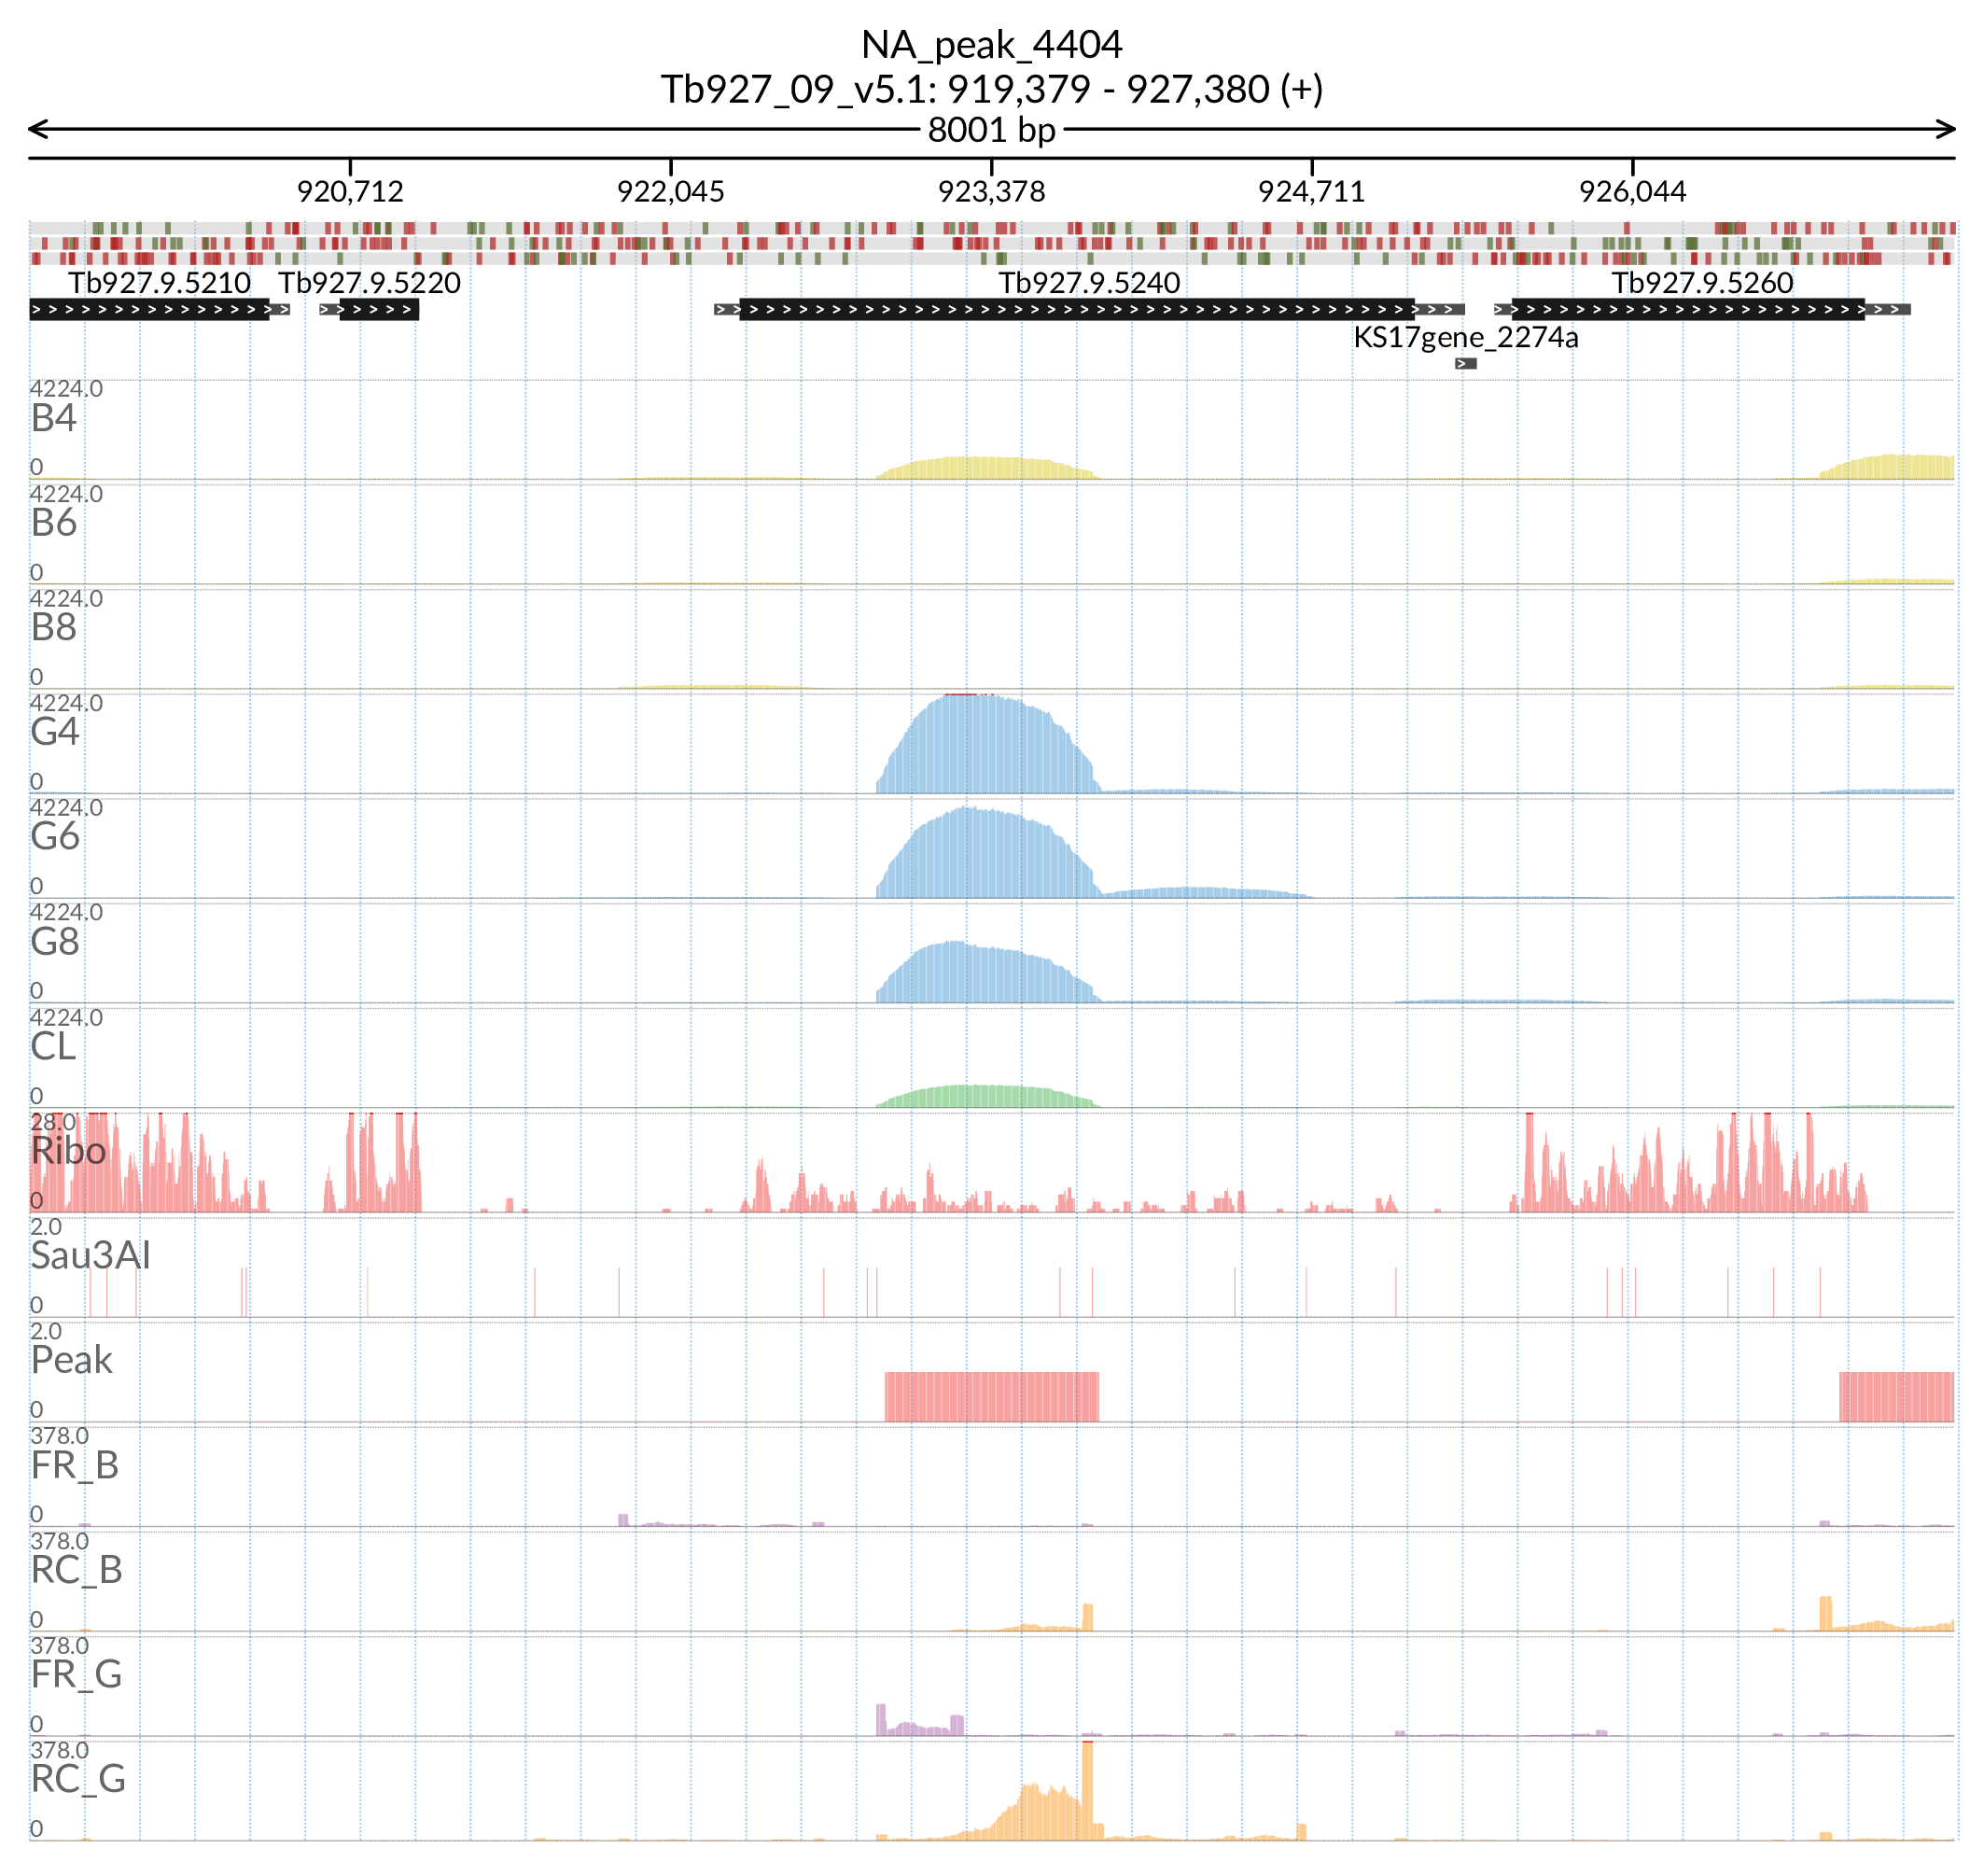 NA_peak_4404
Tb927_09_v5.1: 919,379 - 927,380 (+)
8001 bp
920,712 922,045 923,378 924,711 926,044
Tb927.9.5210 Tb927.9.5220 Tb927.9.5240 Tb927.9.5260
KS17gene_2274a
4224.0
B4
0
4224.0
B6
0
4224.0
B8
0
4224.0
G4
0
4224.0
G6
0
4224.0
G8
0
4224.0
CL
0
28.0
Ribo
0
2.0
Sau3AI
0
2.0
Peak
0
378.0
FR_B
0
378.0
RC_B
0
378.0
FR_G
0
378.0
RC_G
0